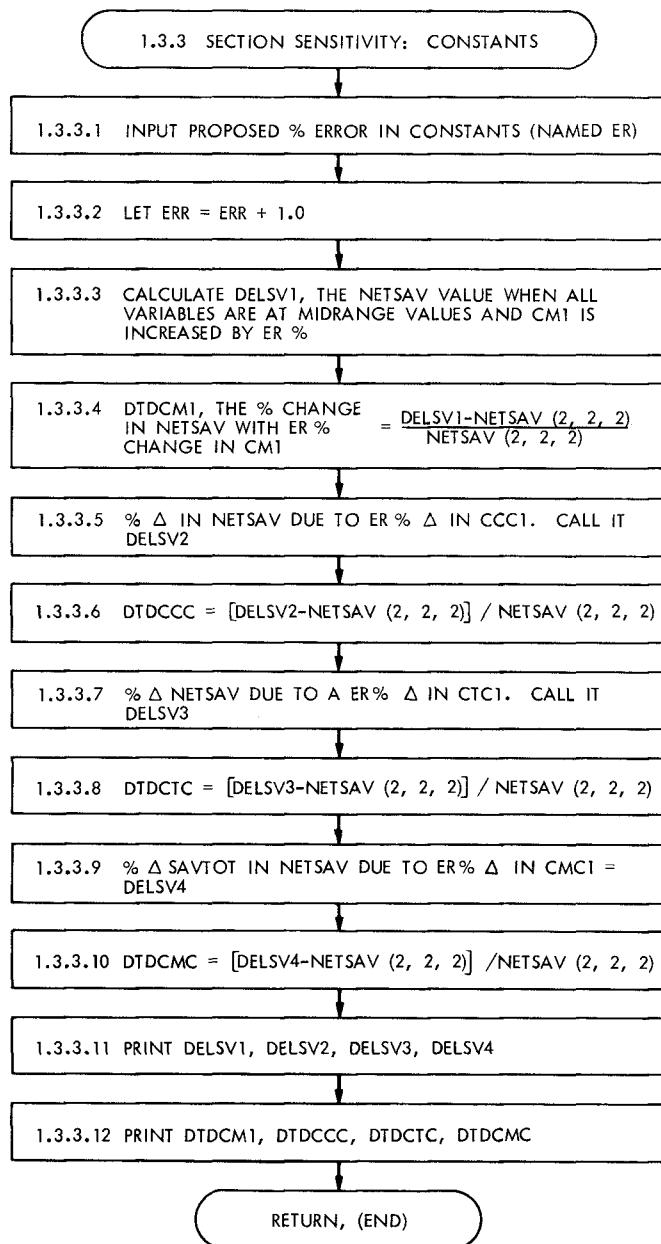 1.3.3 SECTION SENSITIVITY: CONSTANTS
1.3.3.1 INPUT PROPOSED % ERROR IN CONSTANTS (NAMED ER)
1.3.3.2 LET ERR = ERR + 1.0
1.3.3.3 CALCULATE DELSV1, THE NETSAV VALUE WHEN ALL
VARIABLES ARE AT MIDRANGE VALUES AND CM1 IS
INCREASED BY ER %
1.3.3.4 DTDCM1, THE % CHANGE
IN NETSAV WITH ER %
CHANGE IN CM1
= DELSV1-NETSAV (2, 2, 2)
NETSAV (2, 2, 2)
1.3.3.5 % Δ IN NETSAV DUE TO ER % Δ IN CCC1. CALL IT
DELSV2
1.3.3.6 DTDCCC = [DELSV2-NETSAV (2, 2, 2)] / NETSAV (2, 2, 2)
1.3.3.7 % Δ NETSAV DUE TO A ER% Δ IN CTC1. CALL IT
DELSV3
1.3.3.8 DTDCTC = [DELSV3-NETSAV (2, 2, 2)] / NETSAV (2, 2, 2)
1.3.3.9 % Δ SAVTOT IN NETSAV DUE TO ER% Δ IN CMC1 =
DELSV4
1.3.3.10 DTDCMC = [DELSV4-NETSAV (2, 2, 2)] /NETSAV (2, 2, 2)
1.3.3.11 PRINT DELSV1, DELSV2, DELSV3, DELSV4
1.3.3.12 PRINT DTDCM1, DTDCCC, DTDCTC, DTDCMC
RETURN, (END)